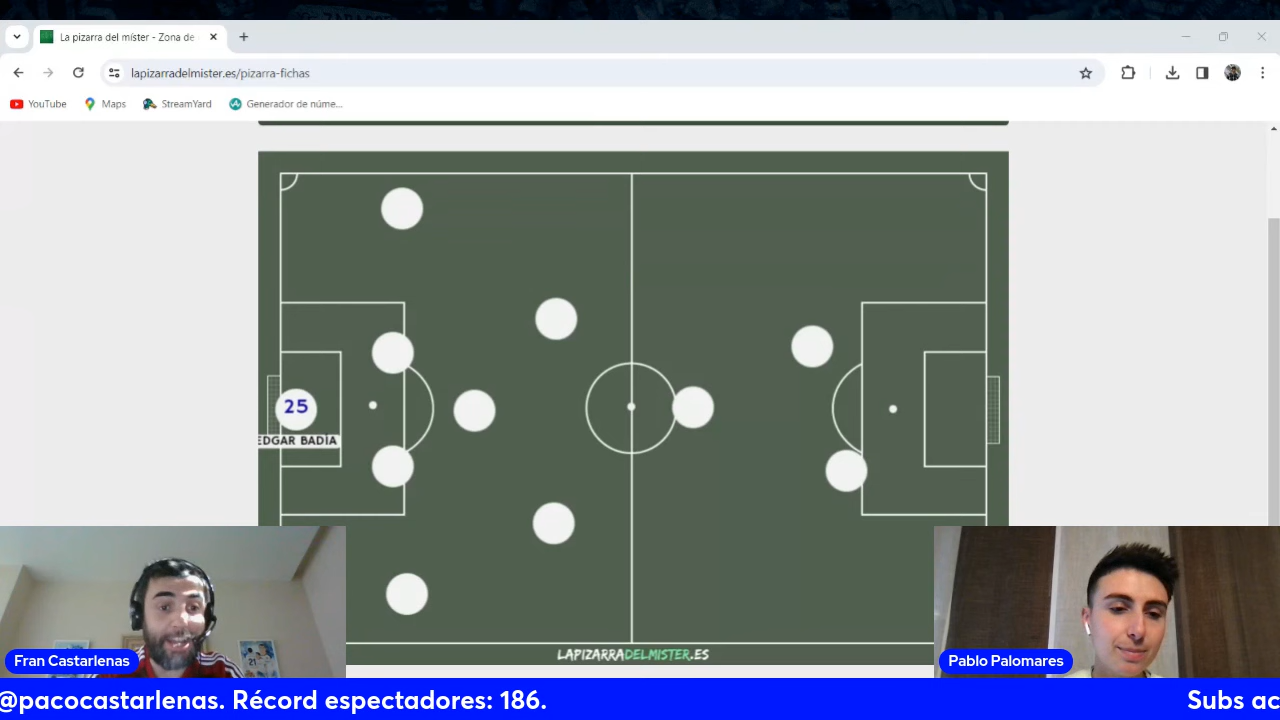 La pizarra del míster - Zona de
lapizarradelmister.es/pizarra-fichas
YouTube
Maps
StreamYard
Generador de núme...
25
EDGAR BADÍA
LAPIZARRADELMISTER.ES
Fran Castarlenas
Pablo Palomares
@pacocastarlenas. Récord espectadores: 186.
Subs ac